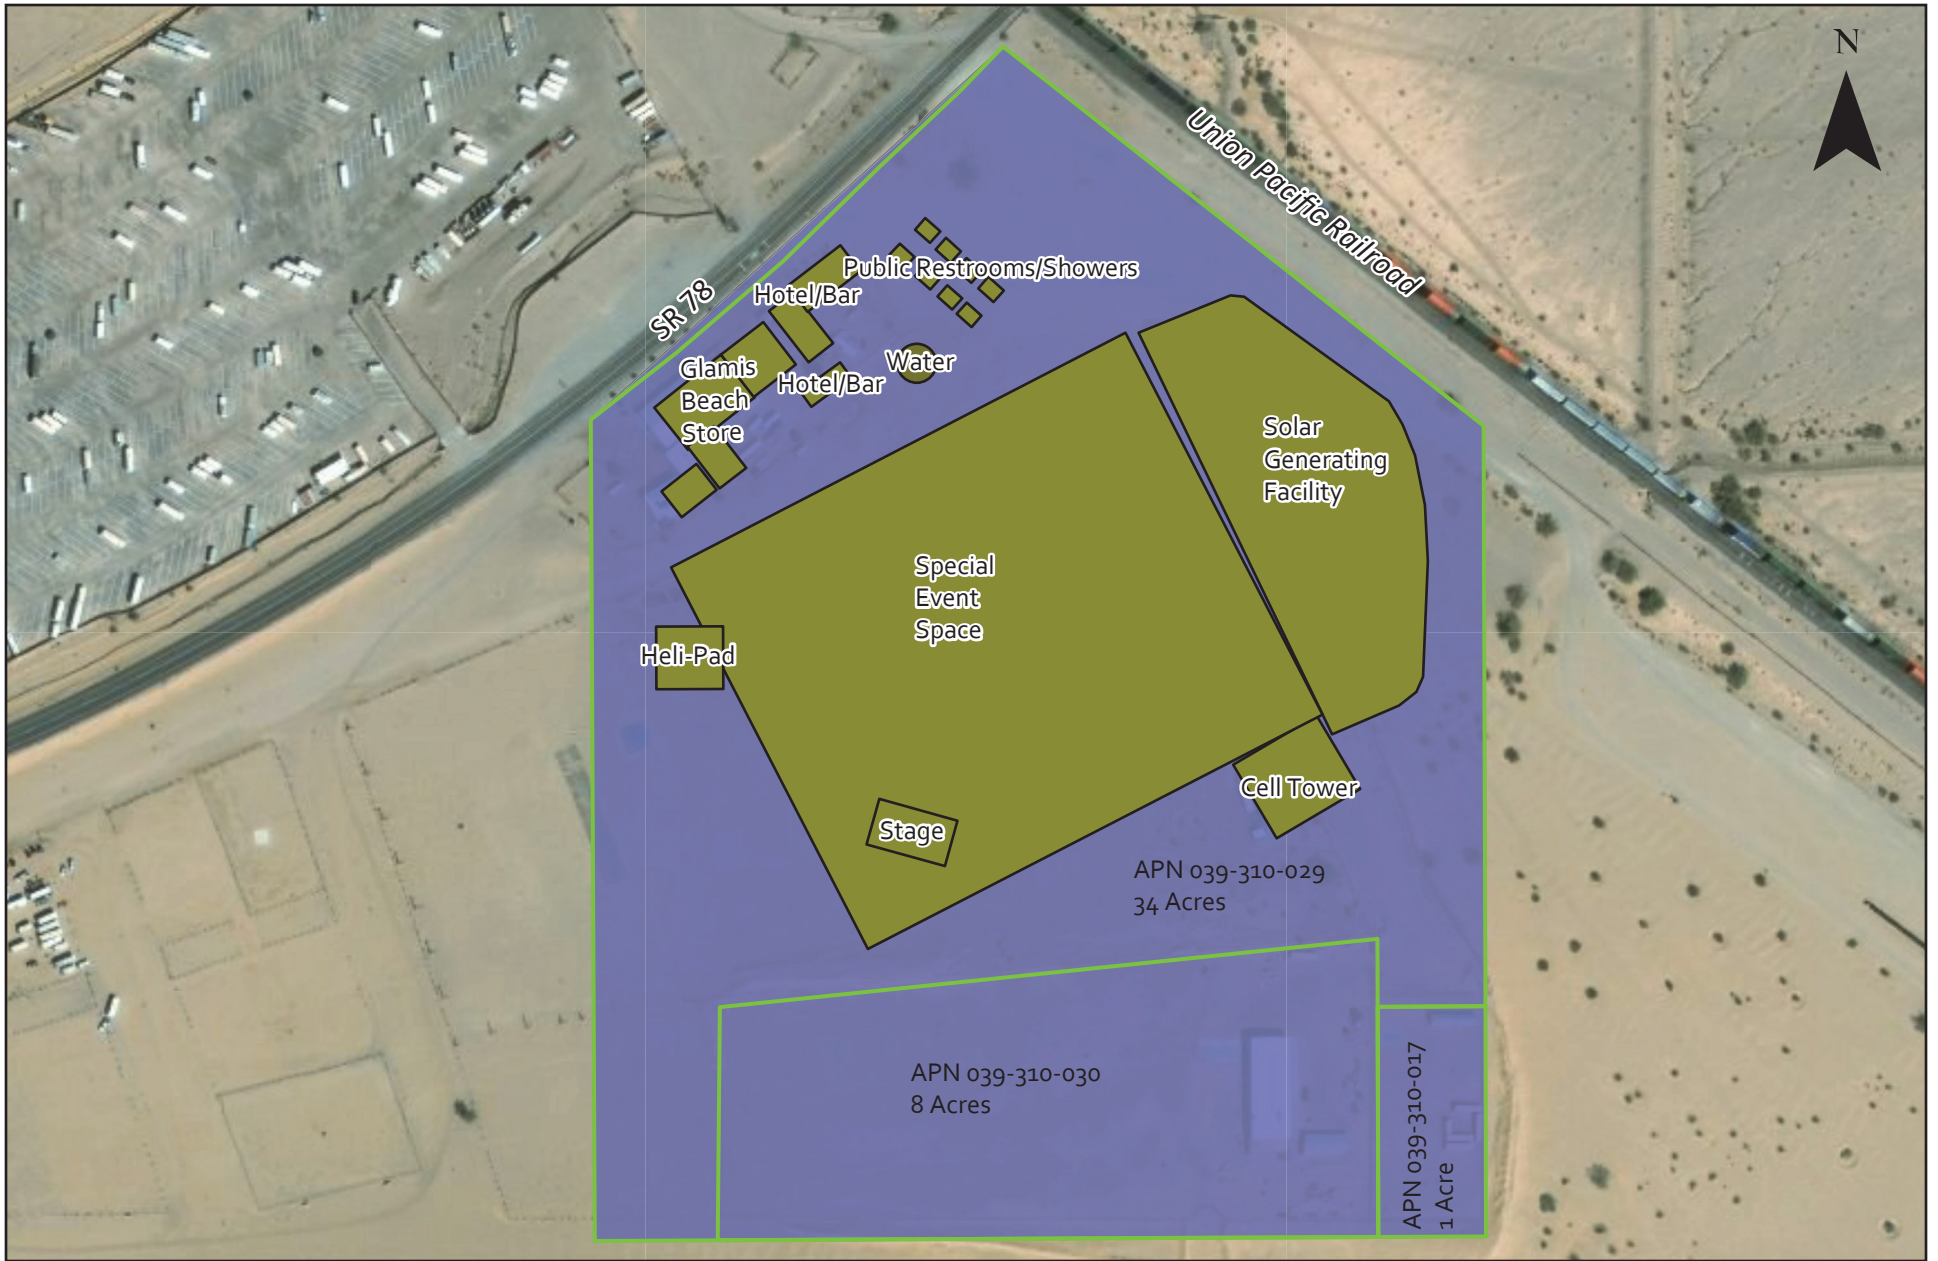 N
Union Pacific Railroad
SR 78
Public Restrooms/Showers
Hotel/Bar
Glamis
Beach
Store
Hotel/Bar
Water
Solar
Generating
Facility
Special
Event
Space
Heli-Pad
Cell Tower
Stage
APN 039-310-029
34 Acres
APN 039-310-030
8 Acres
APN 039-310-017
1 Acre